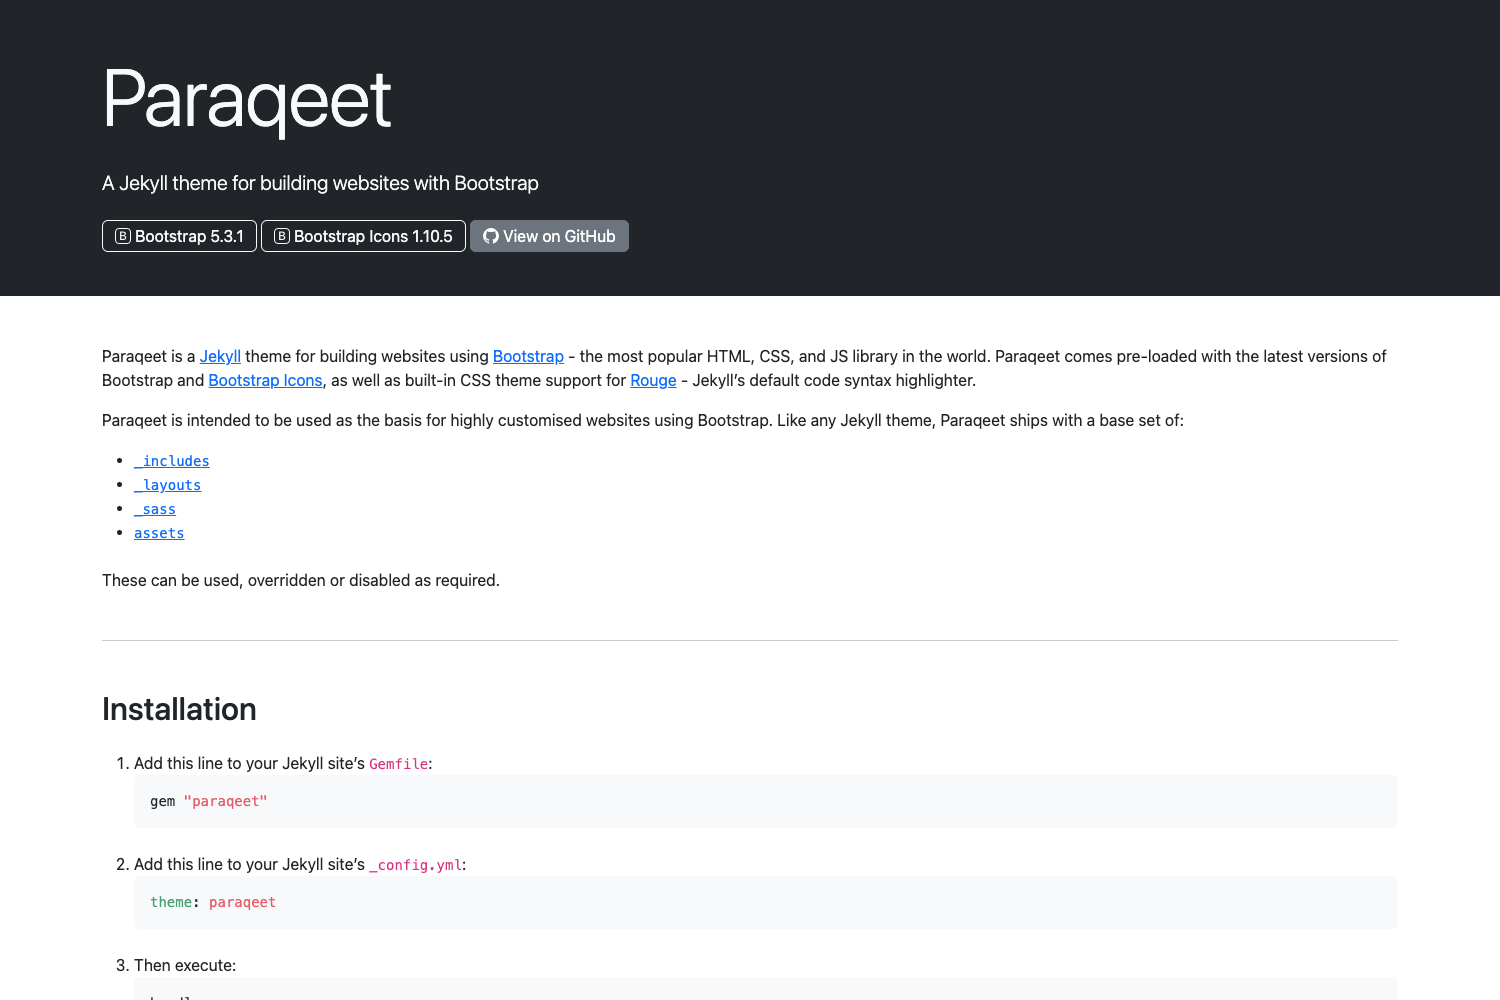 Paraqeet
A Jekyll theme for building websites with Bootstrap
Bootstrap 5.3.1 Bootstrap Icons 1.10.5 View on GitHub
Paraqeet is a Jekyll theme for building websites using Bootstrap - the most popular HTML, CSS, and JS library in the world. Paraqeet comes pre-loaded with the latest versions of
Bootstrap and Bootstrap Icons, as well as built-in CSS theme support for Rouge - Jekyll’s default code syntax highlighter.
Paraqeet is intended to be used as the basis for highly customised websites using Bootstrap. Like any Jekyll theme, Paraqeet ships with a base set of:
• _includes
• _layouts
• _sass
• assets
These can be used, overridden or disabled as required.
Installation
1. Add this line to your Jekyll site’s Gemfile:
gem "paraqeet"
2. Add this line to your Jekyll site’s _config.yml:
theme: paraqeet
3. Then execute: